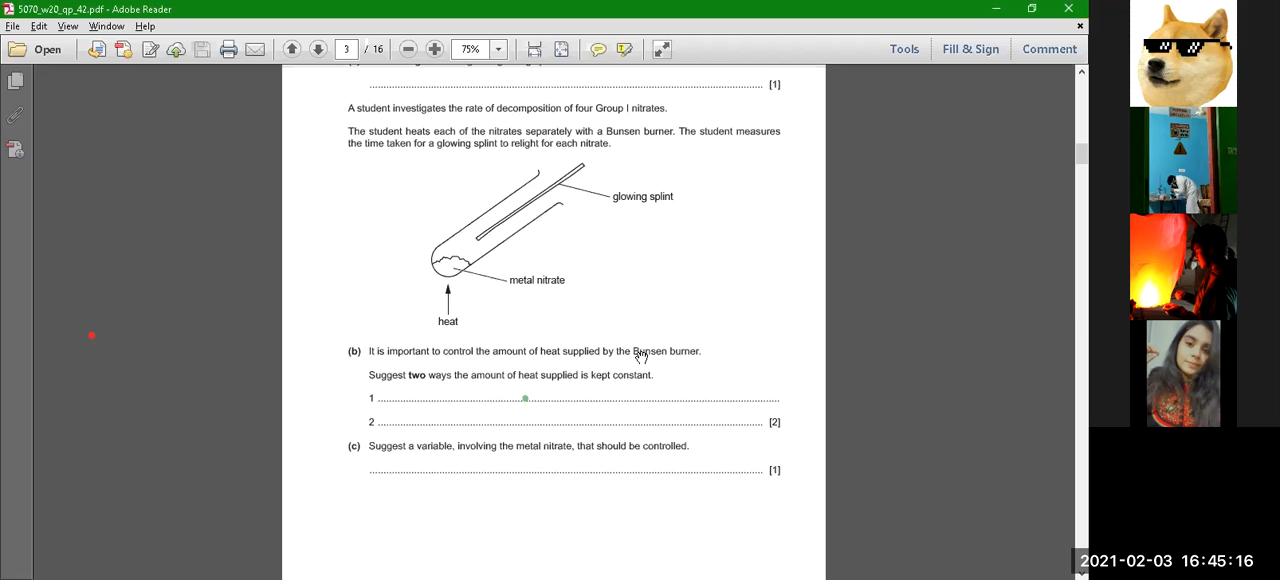 5070_w20_qp_42.pdf - Adobe Reader
File Edit View Window Help
Open 3 / 16 75% Tools Fill & Sign Comment
[1]
A student investigates the rate of decomposition of four Group I nitrates.
The student heats each of the nitrates separately with a Bunsen burner. The student measures
the time taken for a glowing splint to relight for each nitrate.
glowing splint
metal nitrate
heat
(b) It is important to control the amount of heat supplied by the Bunsen burner.
Suggest two ways the amount of heat supplied is kept constant.
1 ........................................................................
2 ........................................................................ [2]
(c) Suggest a variable, involving the metal nitrate, that should be controlled.
........................................................................ [1]
2021-02-03 16:45:16